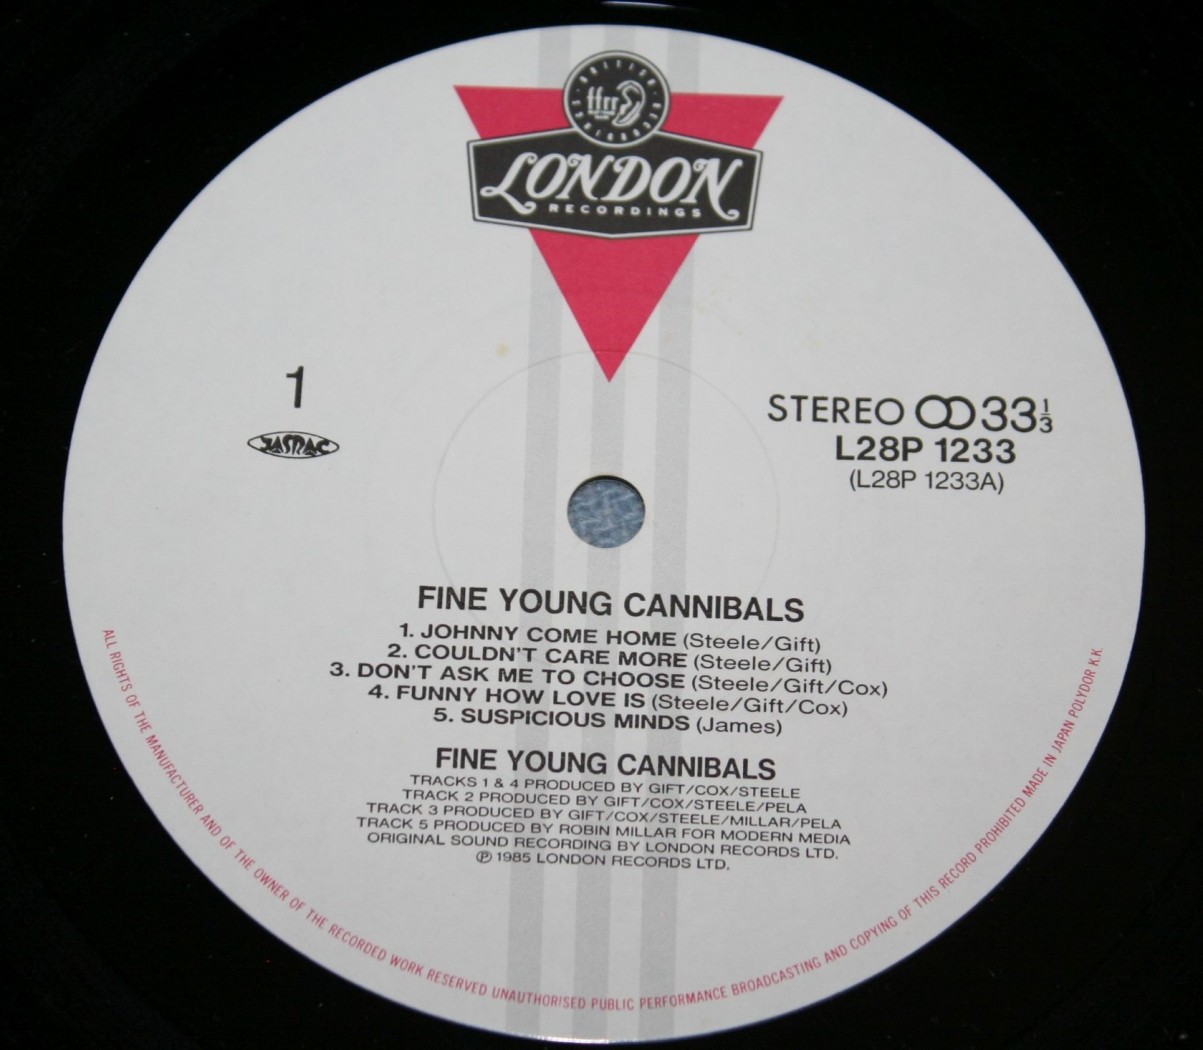 BRITISH
ffrr
RECORDINGS
LONDON
RECORDINGS
1
JASRAC
STEREO 33 1/3
L28P 1233
(L28P 1233A)
FINE YOUNG CANNIBALS
1. JOHNNY COME HOME (Steele/Gift)
2. COULDN'T CARE MORE (Steele/Gift)
3. DON'T ASK ME TO CHOOSE (Steele/Gift/Cox)
4. FUNNY HOW LOVE IS (Steele/Gift/Cox)
5. SUSPICIOUS MINDS (James)
FINE YOUNG CANNIBALS
TRACKS 1 & 4 PRODUCED BY GIFT/COX/STEELE
TRACK 2 PRODUCED BY GIFT/COX/STEELE/PELA
TRACK 3 PRODUCED BY GIFT/COX/STEELE/MILLAR/PELA
TRACK 5 PRODUCED BY ROBIN MILLAR FOR MODERN MEDIA
ORIGINAL SOUND RECORDING BY LONDON RECORDS LTD.
℗ 1985 LONDON RECORDS LTD.
ALL RIGHTS OF THE MANUFACTURER AND OF THE OWNER OF THE RECORDED WORK RESERVED UNAUTHORISED PUBLIC PERFORMANCE BROADCASTING AND COPYING OF THIS RECORD PROHIBITED MADE IN JAPAN POLYDOR K.K.